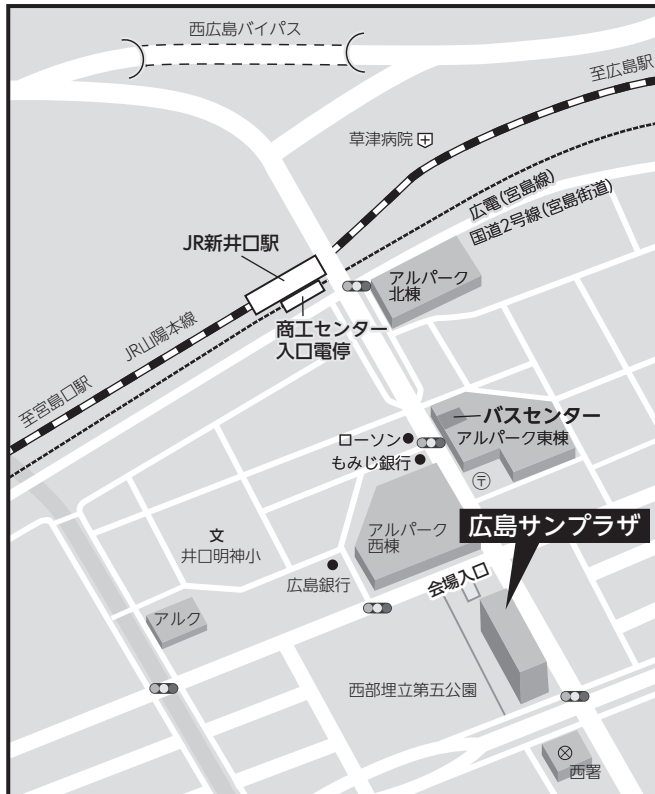 西広島バイパス
至広島駅
草津病院
広電(宮島線)
国道2号線(宮島街道)
JR新井口駅
アルパーク
北棟
商工センター
入口電停
JR山陽本線
至宮島口駅
バスセンター
アルパーク東棟
ローソン
もみじ銀行
〒
広島サンプラザ
アルパーク
西棟
文
井口明神小
会場入口
広島銀行
アルク
西部埋立第五公園
西署